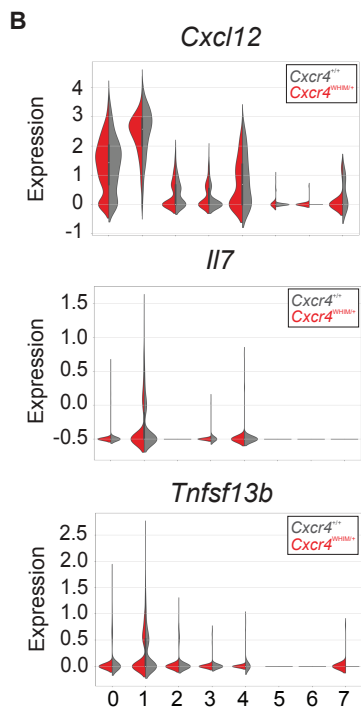 B
Cxcl12
Expression
4
3
2
1
0
-1
Cxcr4+/+
Cxcr4WHIM/+
Il7
Expression
1.5
1.0
0.5
0.0
-0.5
Cxcr4+/+
Cxcr4WHIM/+
Tnfsf13b
Expression
2.5
2.0
1.5
1.0
0.5
0.0
Cxcr4+/+
Cxcr4WHIM/+
0 1 2 3 4 5 6 7